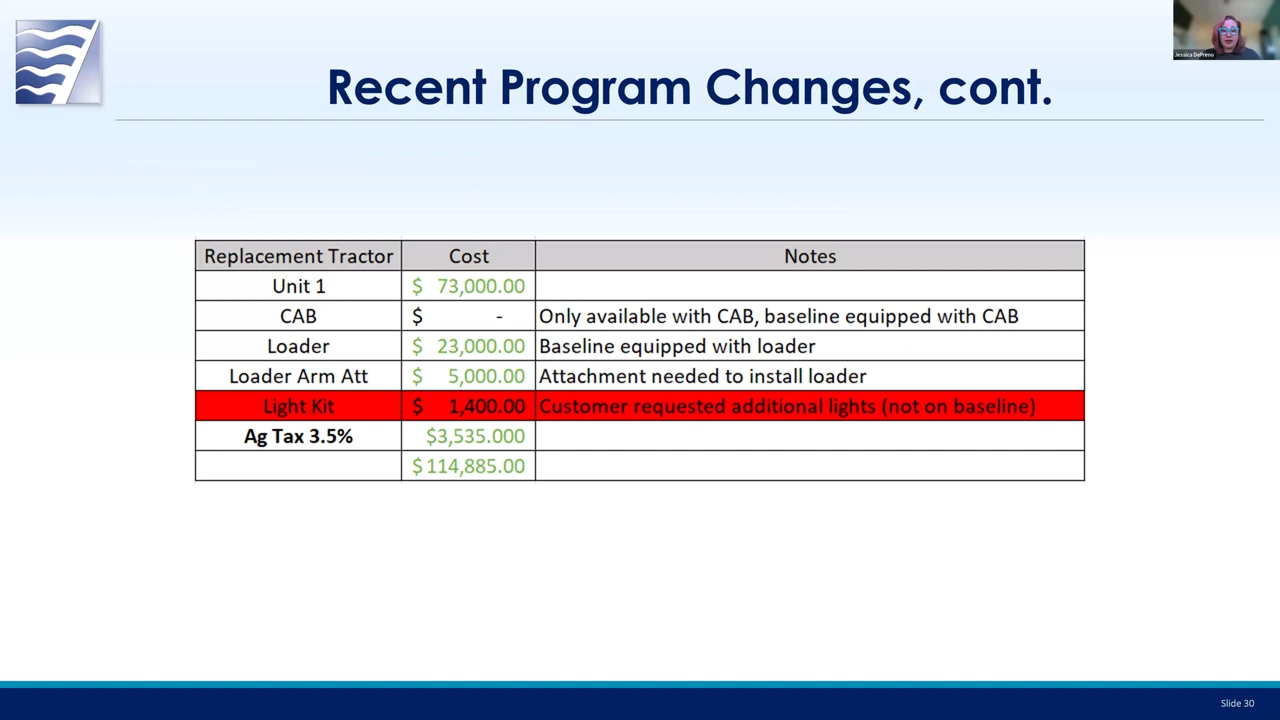 Jessica DePrimo
Recent Program Changes, cont.
Replacement Tractor Cost Notes
Unit 1 $ 73,000.00
CAB $ - Only available with CAB, baseline equipped with CAB
Loader $ 23,000.00 Baseline equipped with loader
Loader Arm Att $ 5,000.00 Attachment needed to install loader
Light Kit $ 1,400.00 Customer requested additional lights (not on baseline)
Ag Tax 3.5% $3,535.000
$114,885.00
Slide 30